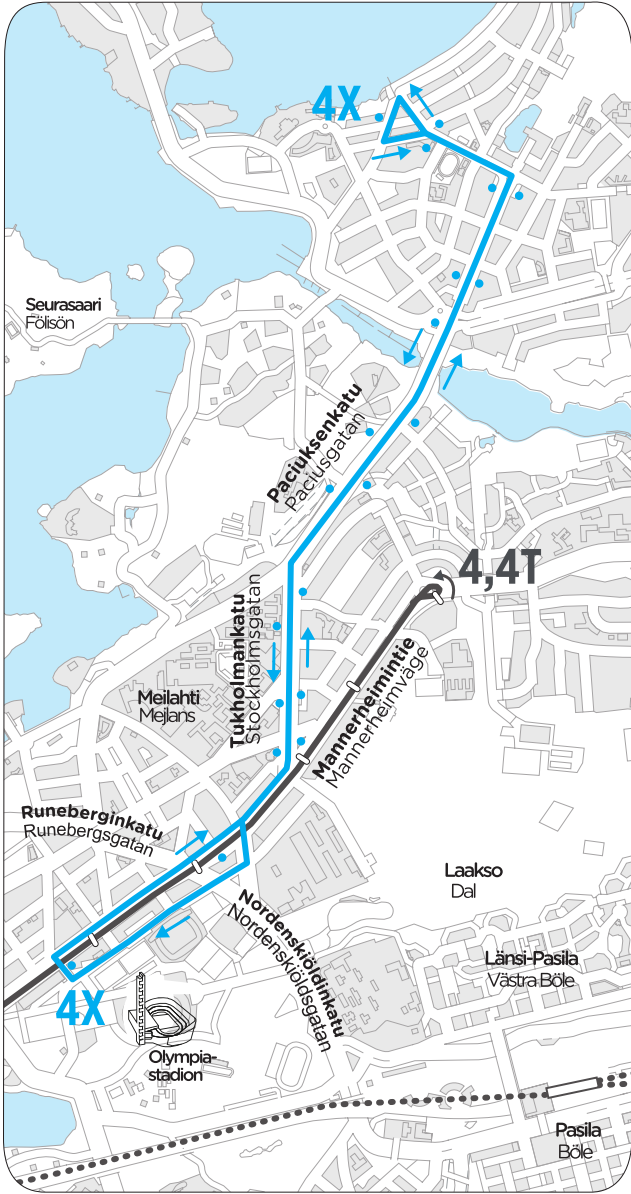 4X
Seurasaari
Fölisön
Paciuksenkatu
Paciusgatan
4,4T
Tukholmankatu
Stockholmsgatan
Mannerheimintie
Mannerheimväge
Meilahti
Mejlans
Runeberginkatu
Runebergsgatan
Laakso
Dal
Nordenskiöldinkatu
Nordenskiöldsgatan
Länsi-Pasila
Västra Böle
4X
Olympia-
stadion
Pasila
Böle